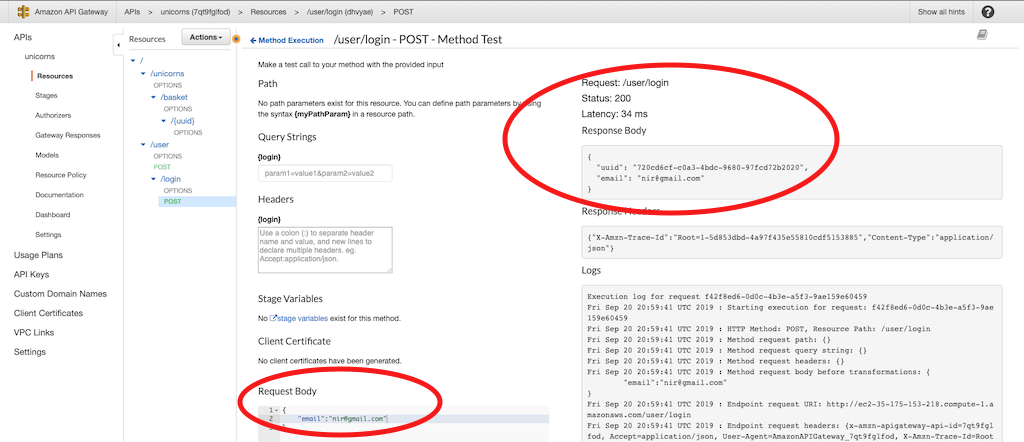 Amazon API Gateway
APIs > unicorns (7qt9fglfod) > Resources > /user/login (dhvyae) > POST
Show all hints
?
APIs
unicorns
Resources
Stages
Authorizers
Gateway Responses
Models
Resource Policy
Documentation
Dashboard
Settings
Usage Plans
API Keys
Custom Domain Names
Client Certificates
VPC Links
Settings
Resources
Actions
/
/unicorns
OPTIONS
/basket
OPTIONS
/{uuid}
OPTIONS
/user
OPTIONS
POST
/login
OPTIONS
POST
Method Execution /user/login - POST - Method Test
Make a test call to your method with the provided input
Path
No path parameters exist for this resource. You can define path parameters by using
the syntax {myPathParam} in a resource path.
Query Strings
{login}
param1=value1&param2=value2
Headers
{login}
Use a colon (:) to separate header
name and value, and new lines to
declare multiple headers. eg.
Accept:application/json.
Stage Variables
No stage variables exist for this method.
Client Certificate
No client certificates have been generated.
Request Body
1 {
2 "email":"nir@gmail.com"
Request: /user/login
Status: 200
Latency: 34 ms
Response Body
{
"uuid": "720cd6cf-c0a3-4bdc-9680-97fcd72b2020",
"email": "nir@gmail.com"
}
Response Headers
{"X-Amzn-Trace-Id":"Root=1-5d853dbd-4a97f435e55810cdf5153885","Content-Type":"application/
json"}
Logs
Execution log for request f42f8ed6-0d0c-4b3e-a5f3-9ae159e60459
Fri Sep 20 20:59:41 UTC 2019 : Starting execution for request: f42f8ed6-0d0c-4b3e-a5f3-9ae
159e60459
Fri Sep 20 20:59:41 UTC 2019 : HTTP Method: POST, Resource Path: /user/login
Fri Sep 20 20:59:41 UTC 2019 : Method request path: {}
Fri Sep 20 20:59:41 UTC 2019 : Method request query string: {}
Fri Sep 20 20:59:41 UTC 2019 : Method request headers: {}
Fri Sep 20 20:59:41 UTC 2019 : Method request body before transformations: {
"email":"nir@gmail.com"
}
Fri Sep 20 20:59:41 UTC 2019 : Endpoint request URI: http://ec2-35-175-153-218.compute-1.a
mazonaws.com/user/login
Fri Sep 20 20:59:41 UTC 2019 : Endpoint request headers: {x-amzn-apigateway-api-id=7qt9fgl
fod, Accept=application/json, User-Agent=AmazonAPIGateway_7qt9fglfod, X-Amzn-Trace-Id=Root